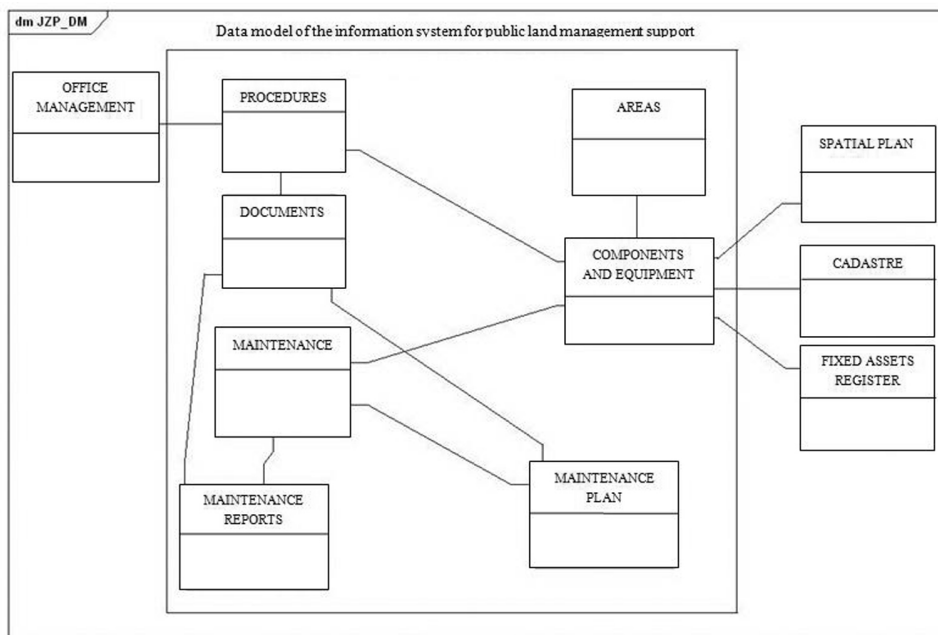 dm JZP_DM
Data model of the information system for public land management support
OFFICE
MANAGEMENT
PROCEDURES
AREAS
SPATIAL PLAN
DOCUMENTS
COMPONENTS
AND EQUIPMENT
CADASTRE
MAINTENANCE
FIXED ASSETS
REGISTER
MAINTENANCE
REPORTS
MAINTENANCE
PLAN